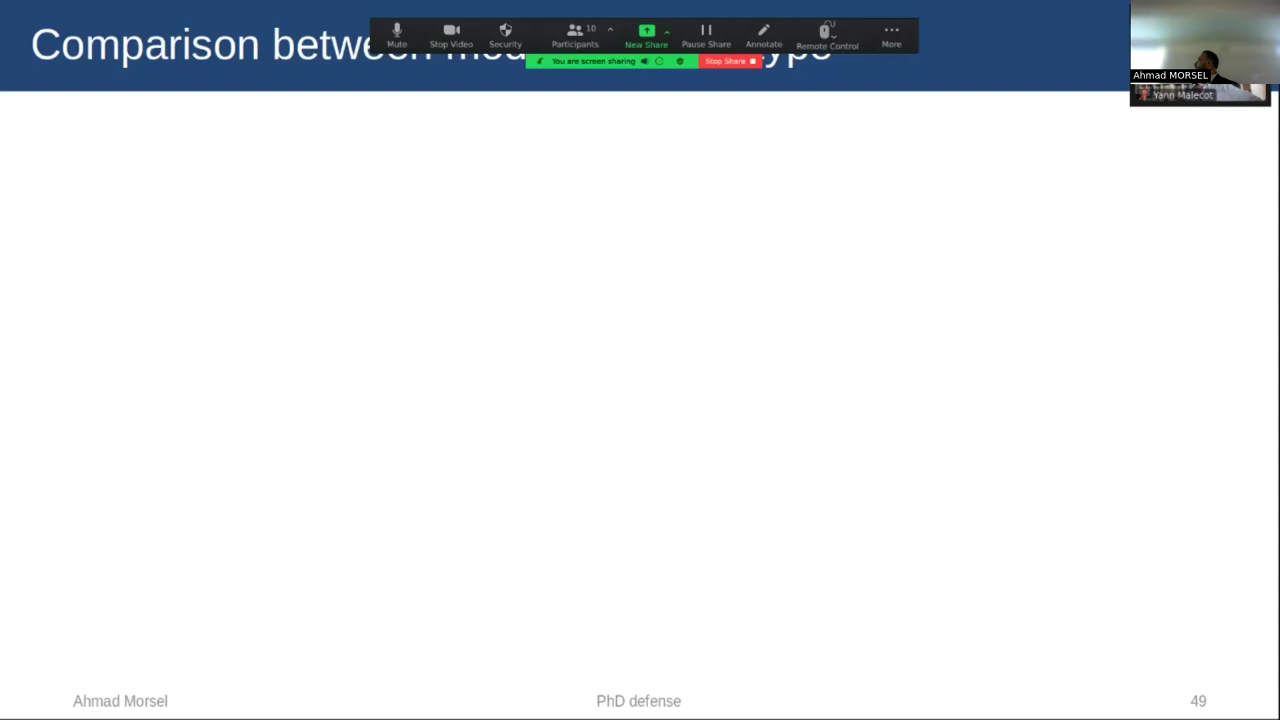 Comparison between
Mute Stop Video Security Participants 10 New Share Pause Share Annotate Remote Control More
You are screen sharing Stop Share
Ahmad MORSEL
Yann Malecot
Ahmad Morsel PhD defense 49